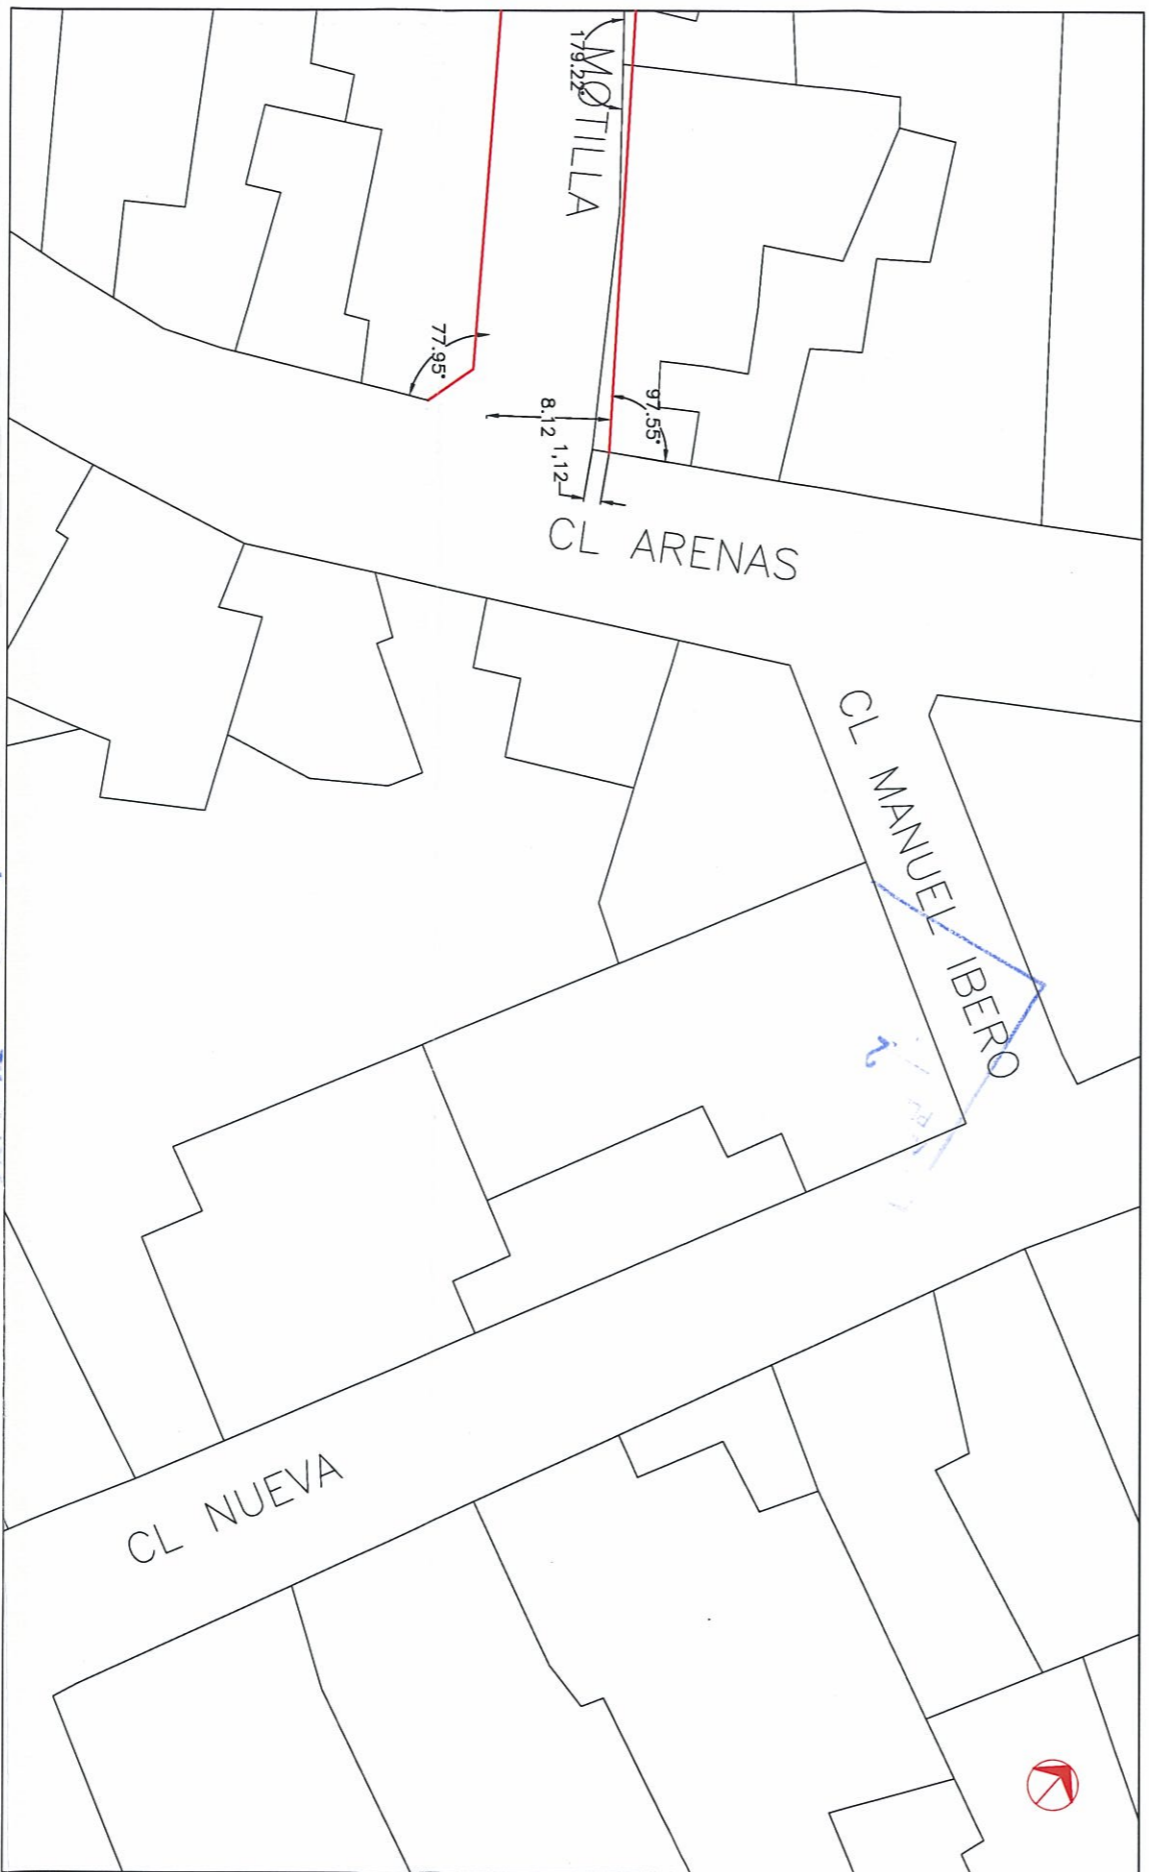 179.22°
MOTILLA
77.95°
97.55°
8.12
1,12
CL ARENAS
CL MANUEL IBERO
CL NUEVA